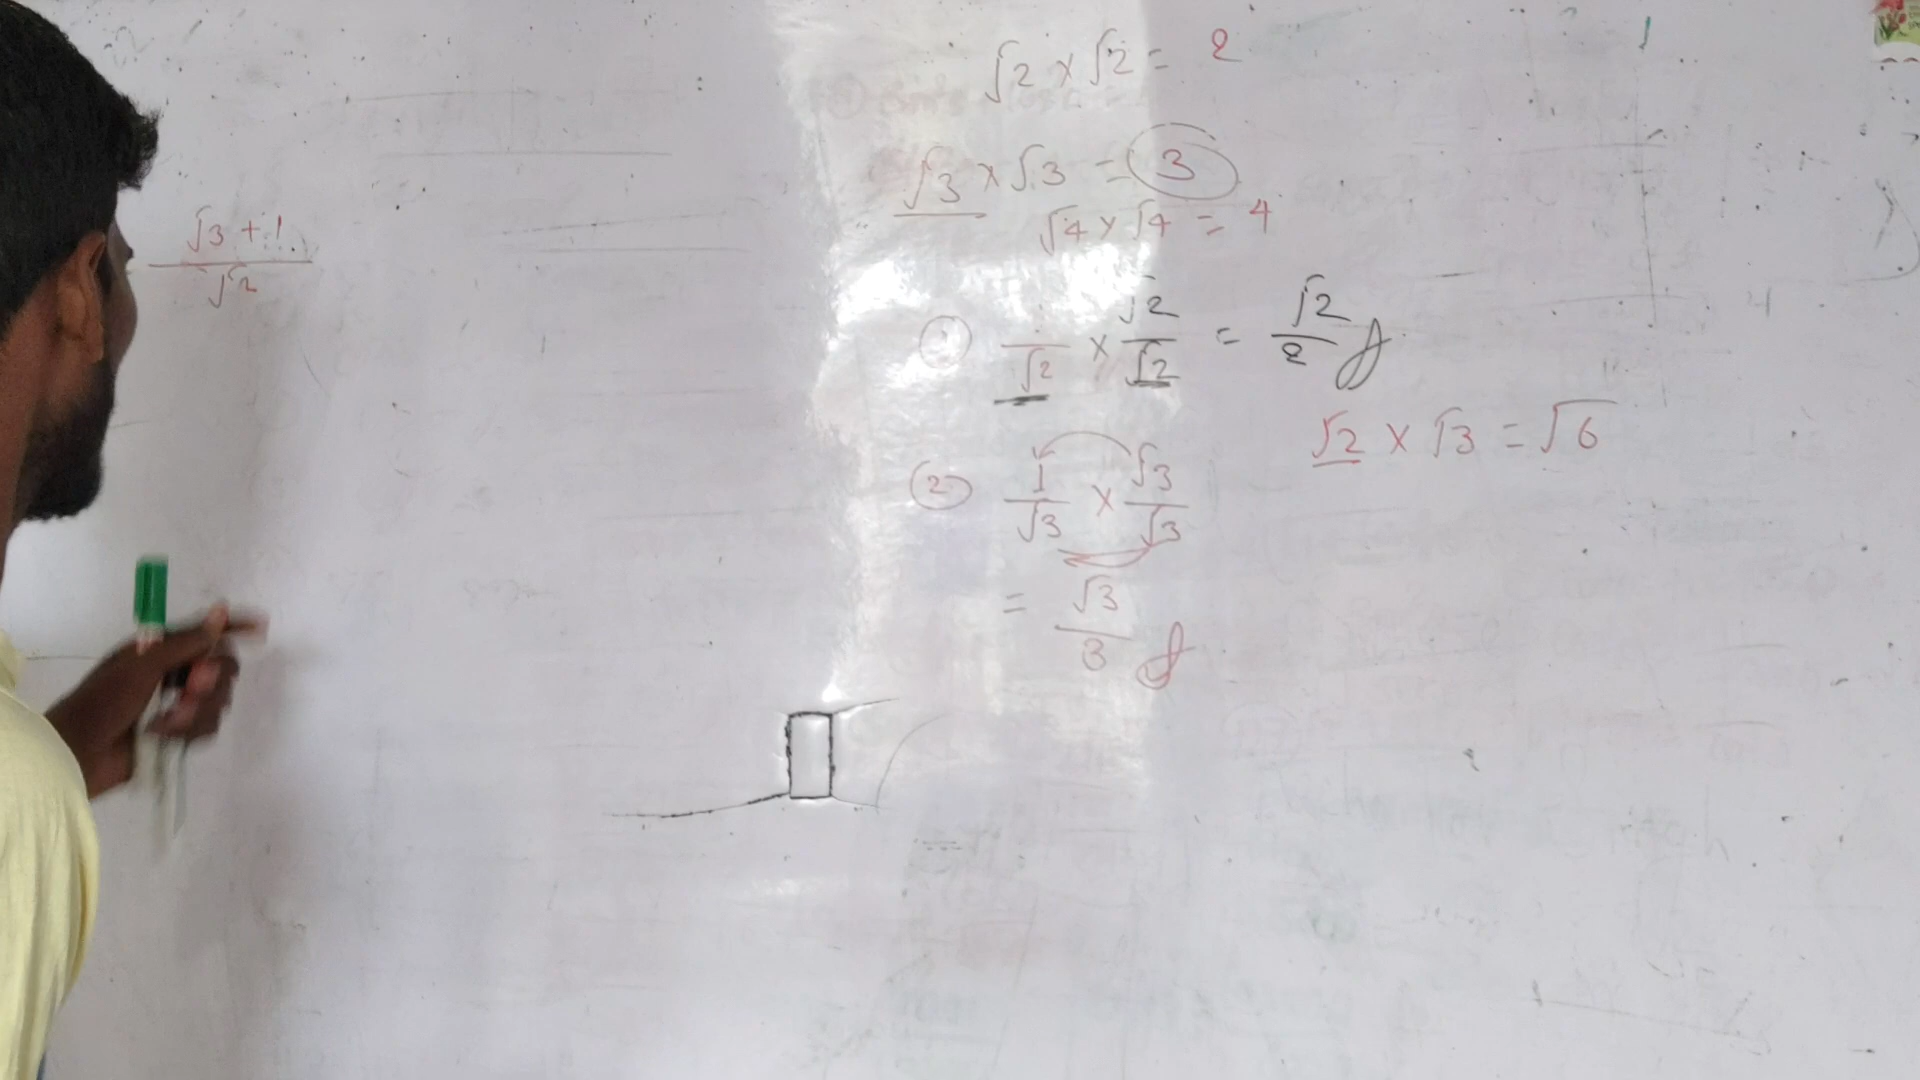 √2 × √2 = 2
√3 × √3 = 3
√4 × √4 = 4
(√3 + 1)/√2
① 1/√2 × √2/√2 = √2/2
√2 × √3 = √6
② 1/√3 × √3/√3
= √3/3